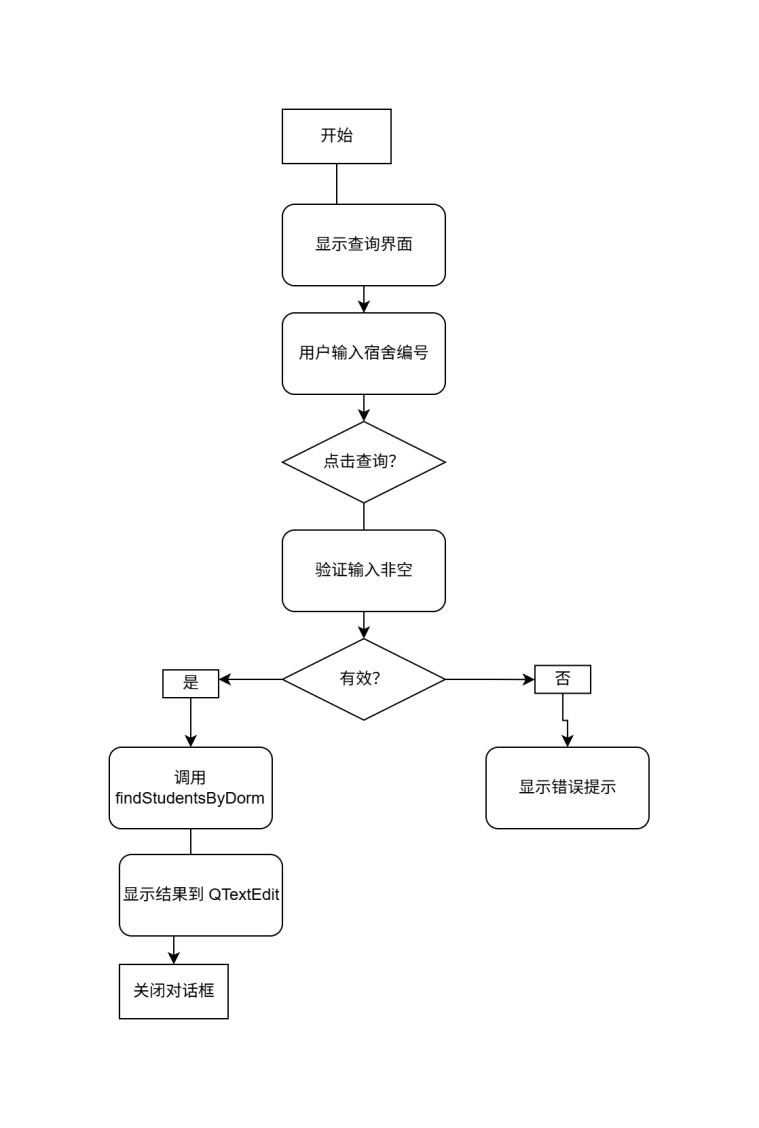 开始
显示查询界面
用户输入宿舍编号
点击查询?
验证输入非空
有效?
是
否
调用
findStudentsByDorm
显示错误提示
显示结果到 QTextEdit
关闭对话框